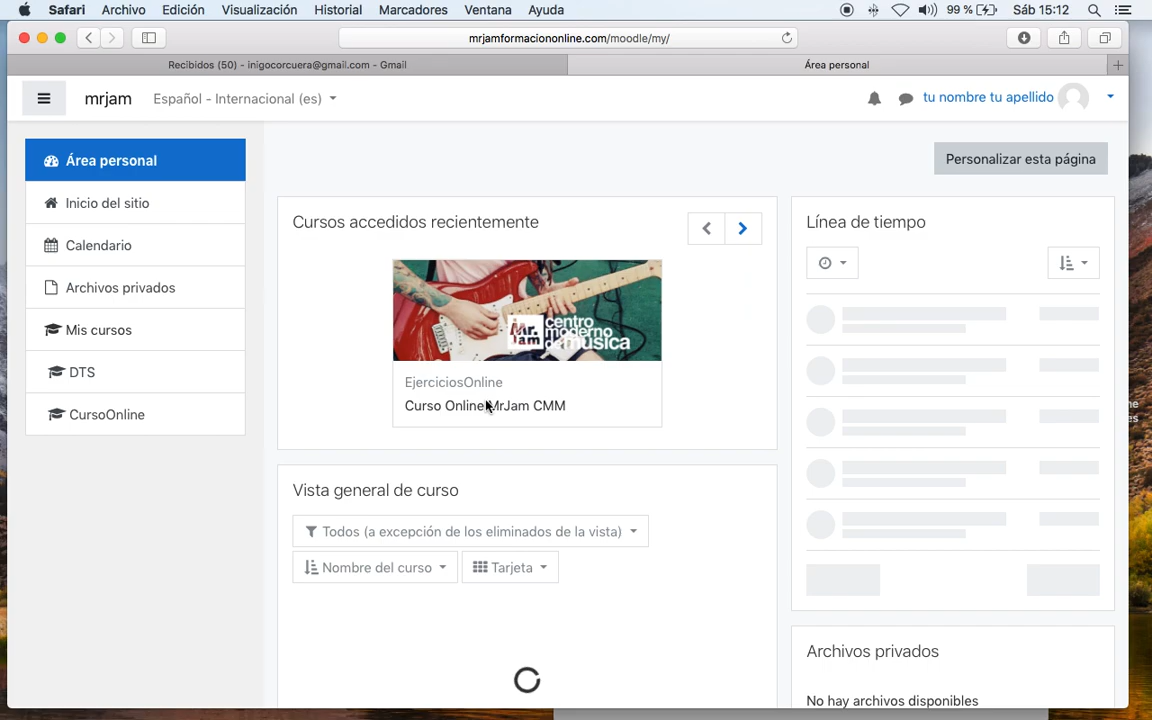 Safari Archivo Edición Visualización Historial Marcadores Ventana Ayuda 99 % Sáb 15:12
mrjamformaciononline.com/moodle/my/
Recibidos (50) - inigocorcuera@gmail.com - Gmail
Área personal
mrjam Español - Internacional (es) tu nombre tu apellido
Área personal
Inicio del sitio
Calendario
Archivos privados
Mis cursos
DTS
CursoOnline
Personalizar esta página
Cursos accedidos recientemente
centro
moderno
de música
EjerciciosOnline
Curso Online MrJam CMM
Vista general de curso
Todos (a excepción de los eliminados de la vista)
Nombre del curso Tarjeta
Línea de tiempo
Archivos privados
No hay archivos disponibles